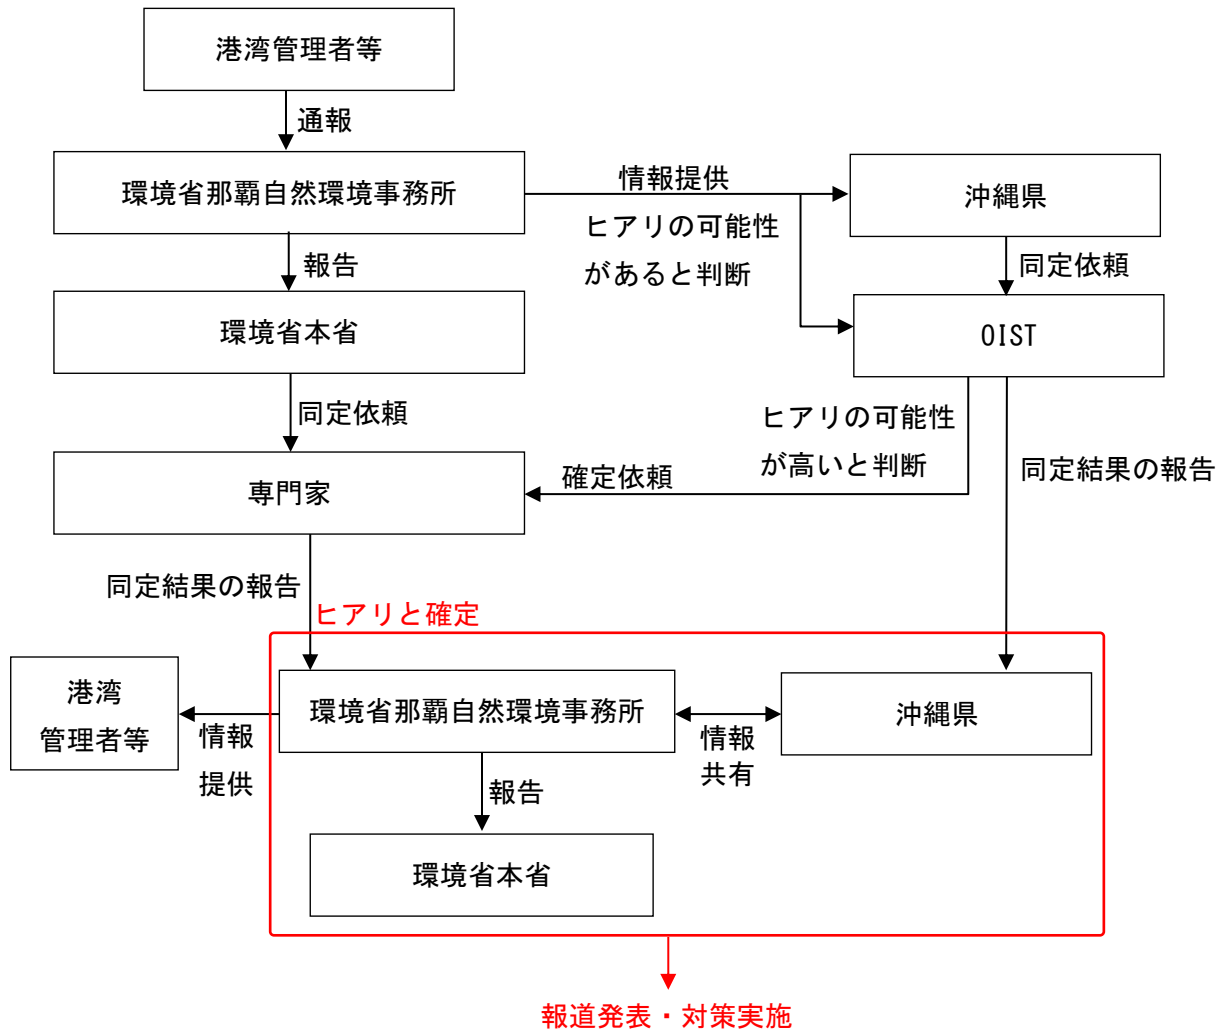 港湾管理者等
通報
環境省那覇自然環境事務所
情報提供
沖縄県
ヒアリの可能性
があると判断
報告
同定依頼
環境省本省
OIST
同定依頼
ヒアリの可能性
が高いと判断
確定依頼
同定結果の報告
専門家
同定結果の報告
ヒアリと確定
港湾
管理者等
情報
提供
環境省那覇自然環境事務所
情報
共有
沖縄県
報告
環境省本省
報道発表・対策実施